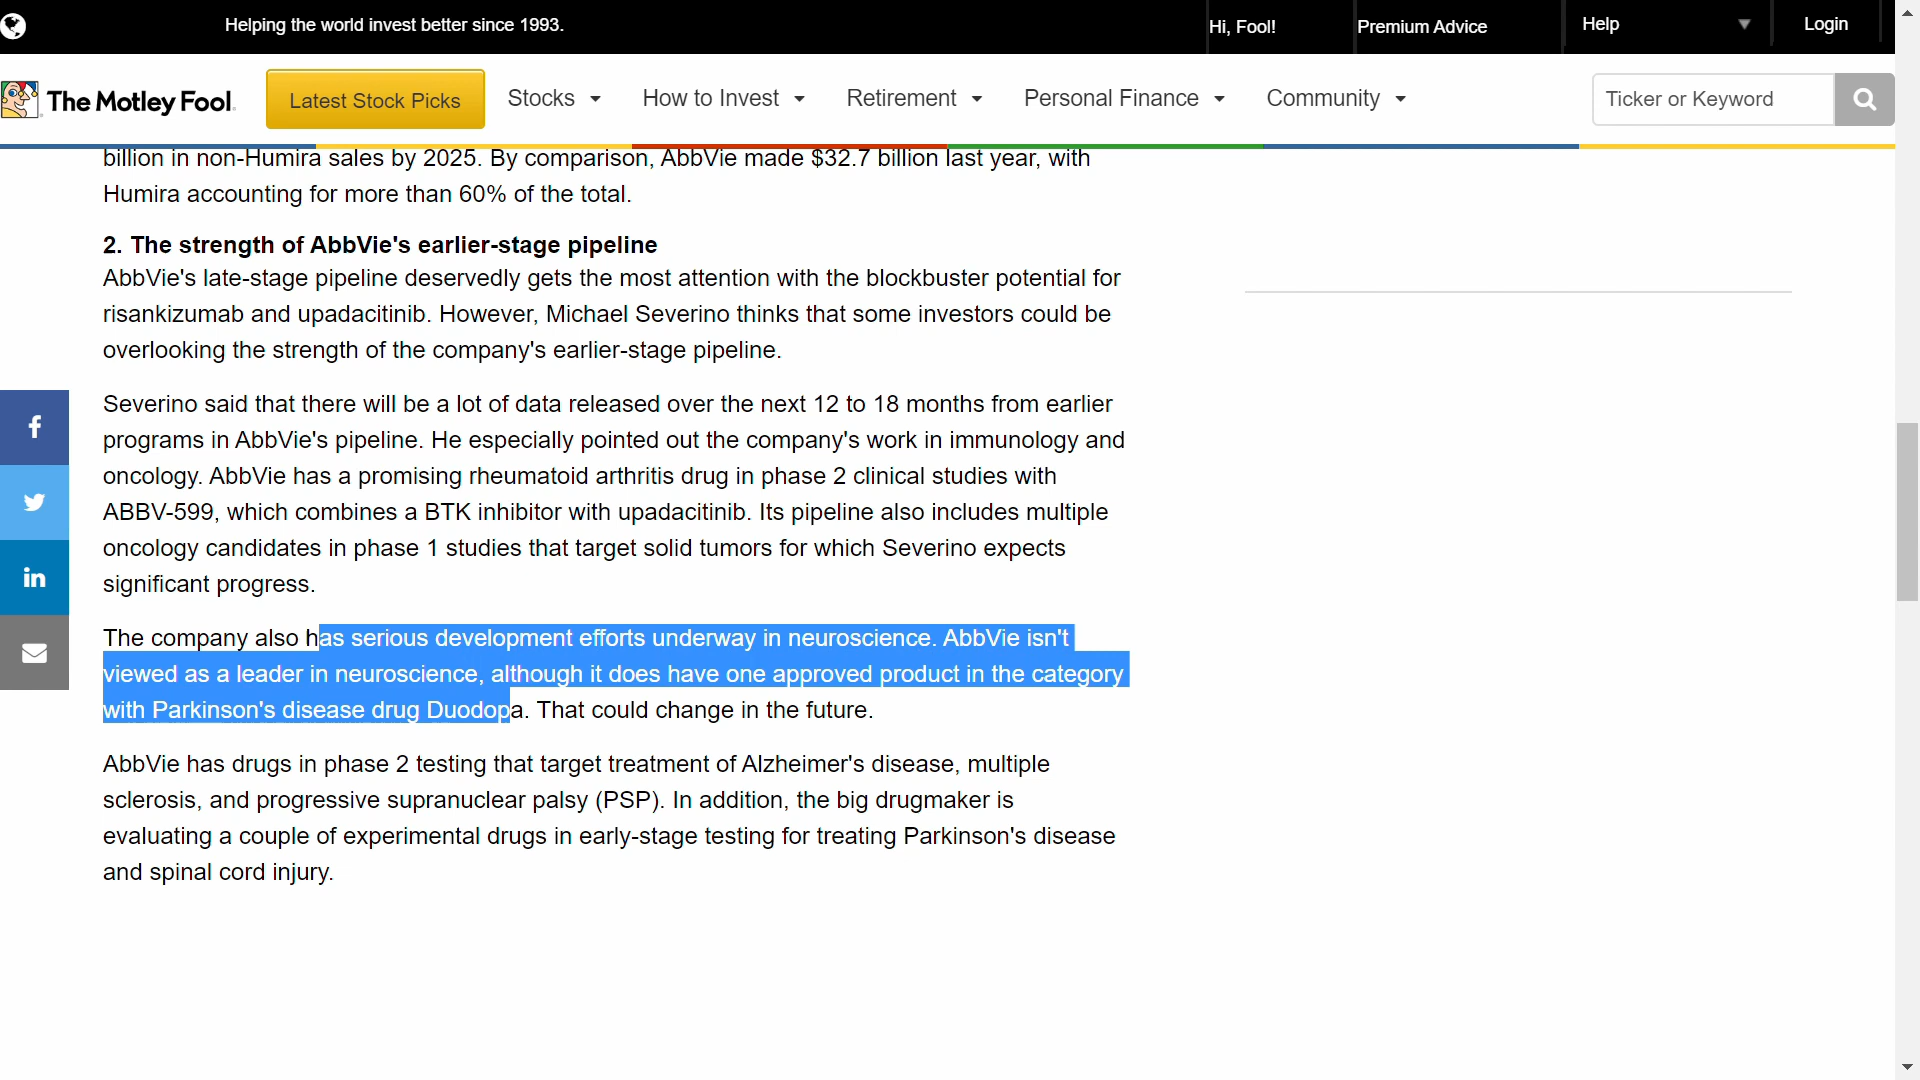 Helping the world invest better since 1993.
Hi, Fool!
Premium Advice
Help
Login
The Motley Fool.
Latest Stock Picks
Stocks
How to Invest
Retirement
Personal Finance
Community
Ticker or Keyword
billion in non-Humira sales by 2025. By comparison, AbbVie made $32.7 billion last year, with
Humira accounting for more than 60% of the total.
2. The strength of AbbVie's earlier-stage pipeline
AbbVie's late-stage pipeline deservedly gets the most attention with the blockbuster potential for
risankizumab and upadacitinib. However, Michael Severino thinks that some investors could be
overlooking the strength of the company's earlier-stage pipeline.
Severino said that there will be a lot of data released over the next 12 to 18 months from earlier
programs in AbbVie's pipeline. He especially pointed out the company's work in immunology and
oncology. AbbVie has a promising rheumatoid arthritis drug in phase 2 clinical studies with
ABBV-599, which combines a BTK inhibitor with upadacitinib. Its pipeline also includes multiple
oncology candidates in phase 1 studies that target solid tumors for which Severino expects
significant progress.
The company also has serious development efforts underway in neuroscience. AbbVie isn't
viewed as a leader in neuroscience, although it does have one approved product in the category
with Parkinson's disease drug Duodopa. That could change in the future.
AbbVie has drugs in phase 2 testing that target treatment of Alzheimer's disease, multiple
sclerosis, and progressive supranuclear palsy (PSP). In addition, the big drugmaker is
evaluating a couple of experimental drugs in early-stage testing for treating Parkinson's disease
and spinal cord injury.